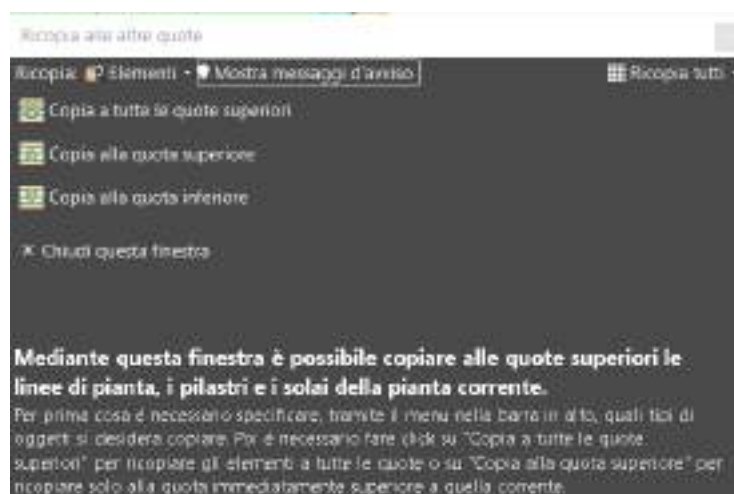 Ricopia alle altre quote
Ricopia: Elementi Mostra messaggi d'avviso Ricopia tutti
Copia a tutte le quote superiori
Copia alla quota superiore
Copia alla quota inferiore
× Chiudi questa finestra
Mediante questa finestra è possibile copiare alle quote superiori le
linee di pianta, i pilastri e i solai della pianta corrente.
Per prima cosa è necessario specificare, tramite il menu nella barra in alto, quali tipi di
oggetti si desidera copiare. Poi è necessario fare click su "Copia a tutte le quote
superiori" per ricopiare gli elementi a tutte le quote o su "Copia alla quota superiore" per
ricopiare solo alla quota immediatamente superiore a quella corrente.